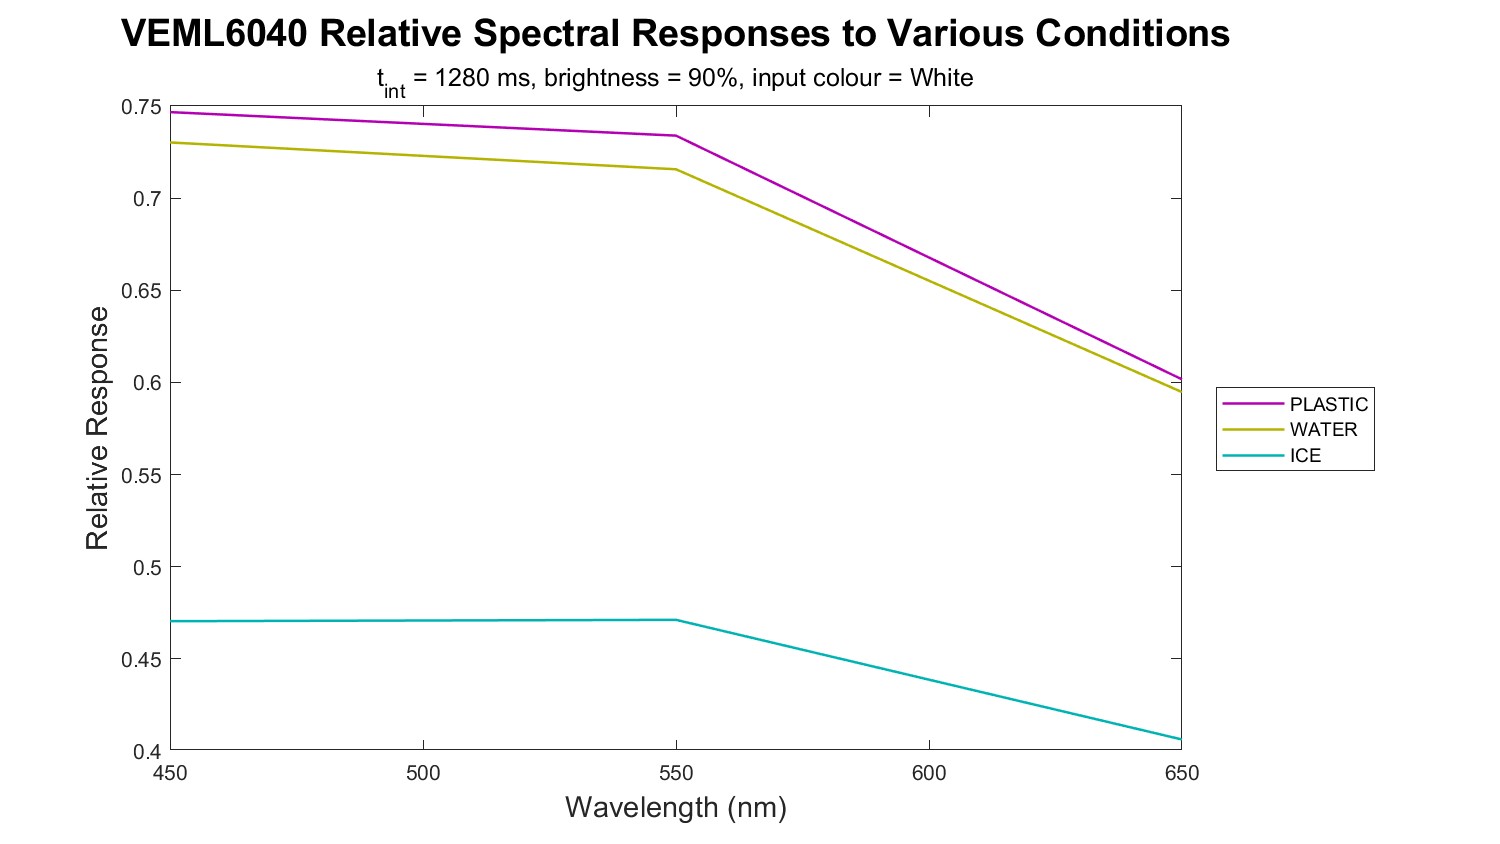 VEML6040 Relative Spectral Responses to Various Conditions
t_int = 1280 ms, brightness = 90%, input colour = White
Relative Response
0.75
0.7
0.65
0.6
0.55
0.5
0.45
0.4
450 500 550 600 650
Wavelength (nm)
PLASTIC
WATER
ICE